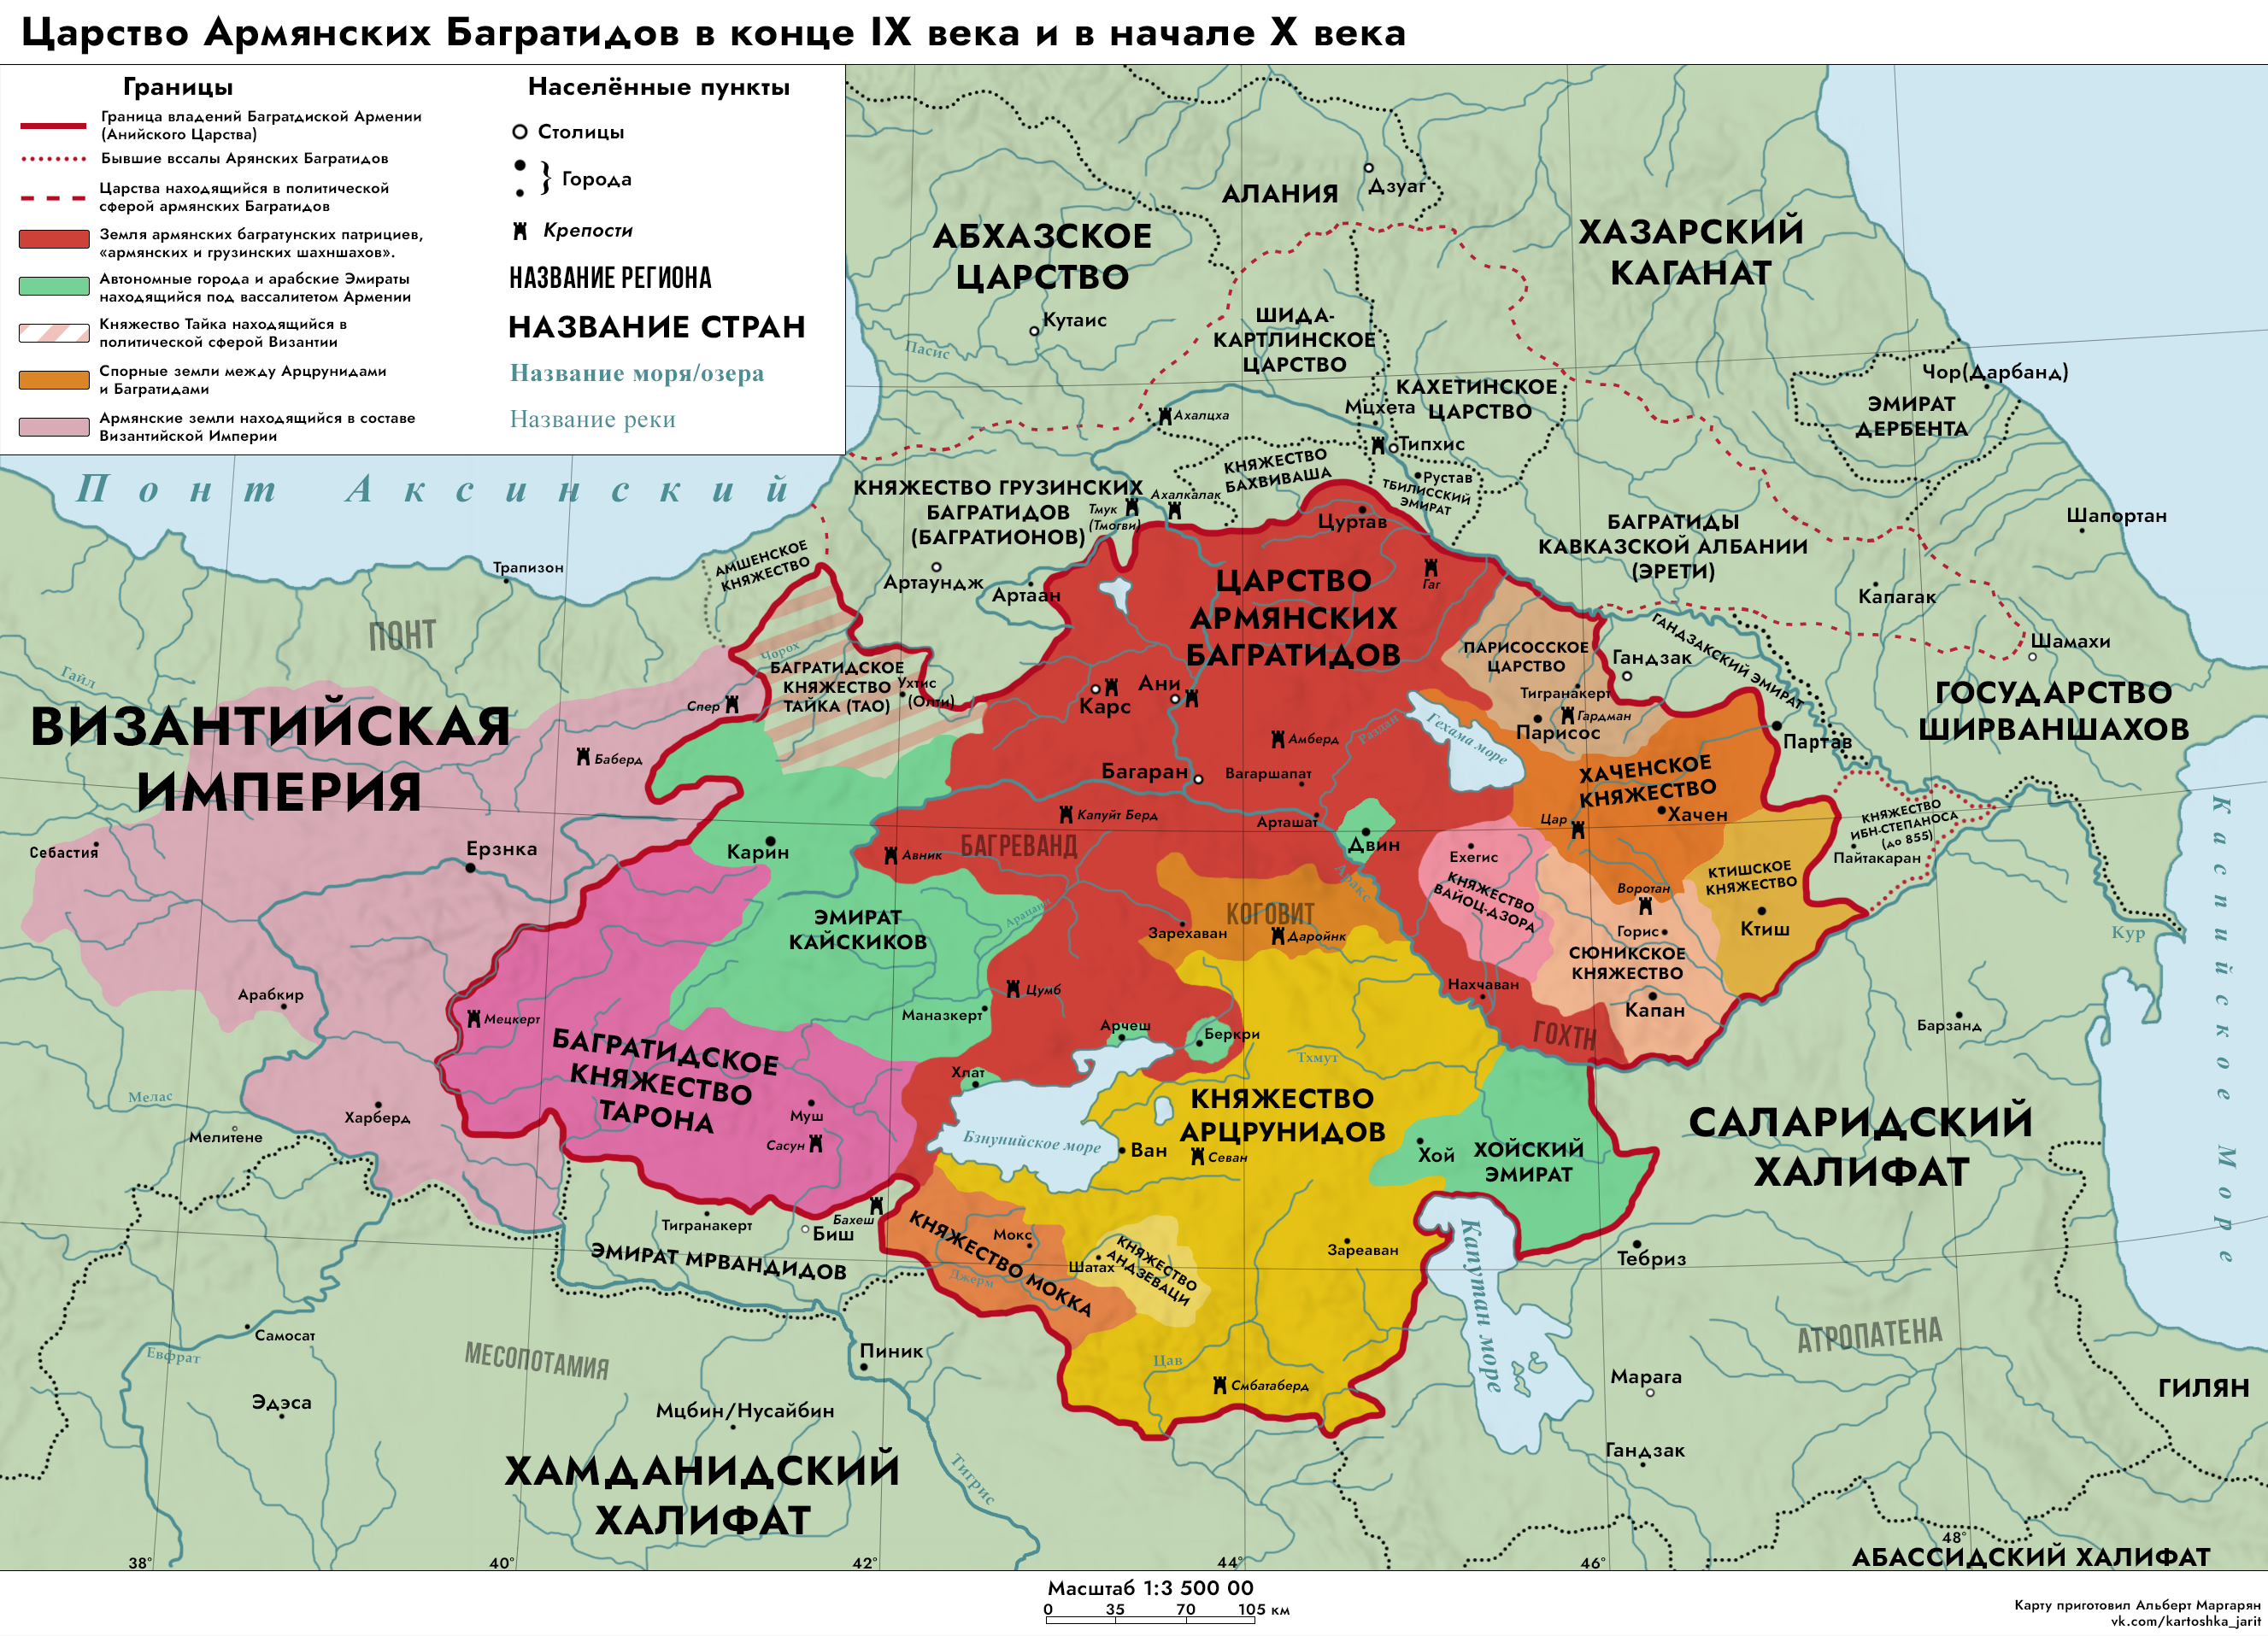 Царство Армянских Багратидов в конце IX века и в начале X века
Границы
Граница владений Багратдиской Армении
(Анийского Царства)
Бывшие вссалы Арянских Багратидов
Царства находящийся в политической
сферой армянских Багратидов
Земля армянских багратунских патрициев,
«армянских и грузинских шахншахов».
Автономные города и арабские Эмираты
находящийся под вассалитетом Армении
Княжество Тайка находящийся в
политической сферой Византии
Спорные земли между Арцрунидами
и Багратидами
Армянские земли находящийся в составе
Византийской Империи
Населённые пункты
Столицы
} Города
Крепости
НАЗВАНИЕ РЕГИОНА
НАЗВАНИЕ СТРАН
Название моря/озера
Название реки
АЛАНИЯ
Дзуаг
АБХАЗСКОЕ
ЦАРСТВО
ХАЗАРСКИЙ
КАГАНАТ
Кутаис
Пасис
ШИДА-
КАРТЛИНСКОЕ
ЦАРСТВО
КАХЕТИНСКОЕ
ЦАРСТВО
Чор(Дарбанд)
ЭМИРАТ
ДЕРБЕНТА
Ахалцха
Мцхета
Типхис
Рустав
ТБИЛИССКИЙ
ЭМИРАТ
КНЯЖЕСТВО
БАХВИВАША
Понт Аксинский
КНЯЖЕСТВО ГРУЗИНСКИХ
БАГРАТИДОВ
(БАГРАТИОНОВ)
Тмук
(Тмогви)
Ахалкалак
Цуртав
БАГРАТИДЫ
КАВКАЗСКОЙ АЛБАНИИ
(ЭРЕТИ)
Шапортан
Трапизон
АМШЕНСКОЕ
КНЯЖЕСТВО
Артаундж
Артаан
ЦАРСТВО
АРМЯНСКИХ
БАГРАТИДОВ
Гаг
Капагак
ПОНТ
Гайл
Чорох
БАГРАТИДСКОЕ
КНЯЖЕСТВО
ТАЙКА (ТАО)
Ухтис
(Олти)
ПАРИСОССКОЕ
ЦАРСТВО
Гандзак
ГАНДЗАКСКИЙ ЭМИРАТ
Шамахи
ГОСУДАРСТВО
ШИРВАНШАХОВ
Тигранакерт
Гардман
Парисос
Партав
ВИЗАНТИЙСКАЯ
ИМПЕРИЯ
Спер
Баберд
Карс
Ани
Амберд
Раздан
Гехама море
Багаран
Вагаршапат
ХАЧЕНСКОЕ
КНЯЖЕСТВО
Хачен
Цар
КНЯЖЕСТВО
ИБН-СТЕПАНОСА
(до 855)
Пайтакаран
Каспийское Море
Капуйт Берд
Арташат
Двин
Себастия
Ерзнка
Карин
Авник
БАГРЕВАНД
Ехегис
КНЯЖЕСТВО
ВАЙОЦ-ДЗОРА
Воротан
КТИШСКОЕ
КНЯЖЕСТВО
Ктиш
Аракс
ЭМИРАТ
КАЙСКИКОВ
Арацани
КОГОВИТ
Зарехаван
Даройнк
Горис
СЮНИКСКОЕ
КНЯЖЕСТВО
Кур
Арабкир
Мецкерт
Цумб
Маназкерт
Нахчаван
Капан
ГОХТН
Барзанд
Арчеш
Беркри
Тхмут
БАГРАТИДСКОЕ
КНЯЖЕСТВО
ТАРОНА
Хлат
Мелас
Мелитене
Харберд
Муш
Сасун
Бзнунийское море
КНЯЖЕСТВО
АРЦРУНИДОВ
Ван
Севан
Хой
ХОЙСКИЙ
ЭМИРАТ
САЛАРИДСКИЙ
ХАЛИФАТ
Тигранакерт
Бахеш
Биш
ЭМИРАТ МРВАНДИДОВ
КНЯЖЕСТВО МОККА
Мокс
Джерм
Шатах
КНЯЖЕСТВО
АНДЗЕВАЦИ
Зареаван
Капутан море
Тебриз
Самосат
Евфрат
МЕСОПОТАМИЯ
Пиник
Цав
Смбатаберд
Марага
АТРОПАТЕНА
ГИЛЯН
Эдэса
Мцбин/Нусайбин
Гандзак
ХАМДАНИДСКИЙ
ХАЛИФАТ
Тигрис
АБАССИДСКИЙ ХАЛИФАТ
38° 40° 42° 44° 46° 48°
Масштаб 1:3 500 00
0 35 70 105 км
Карту приготовил Альберт Маргарян
vk.com/kartoshka_jarit